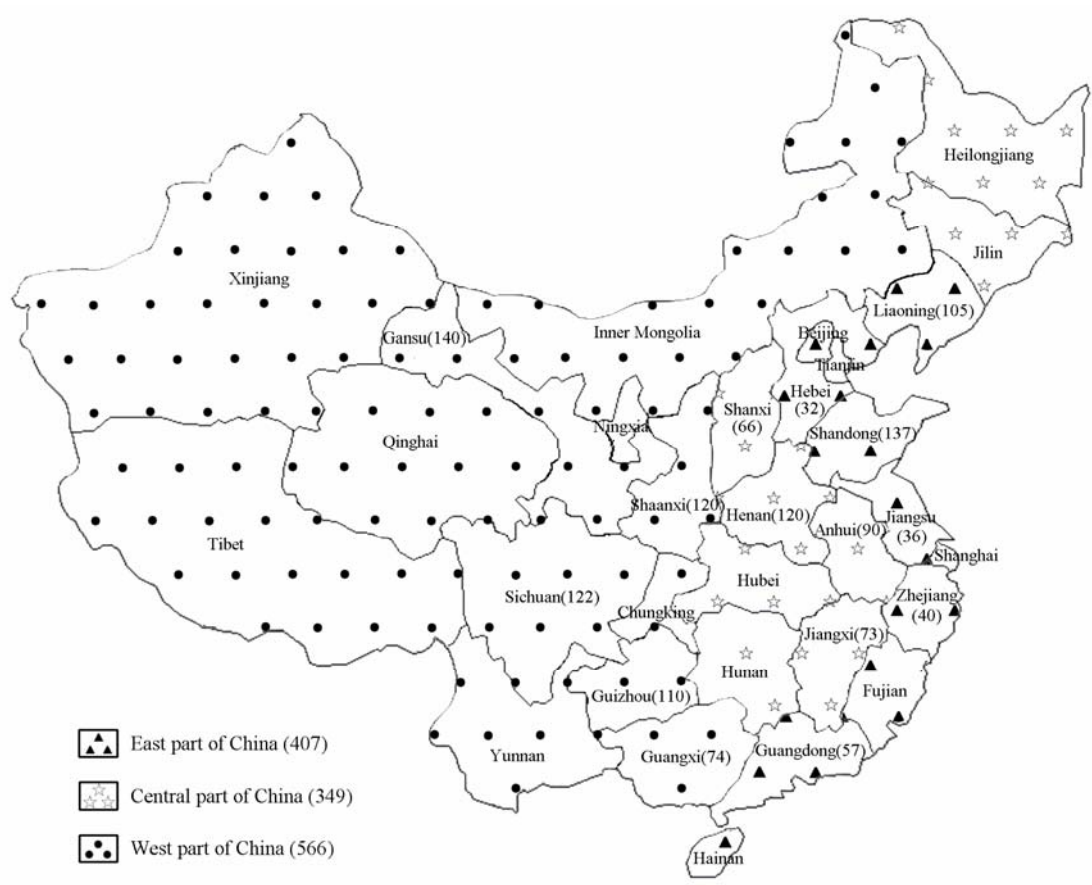 Heilongjiang
Jilin
Xinjiang
Liaoning(105)
Gansu(140)
Inner Mongolia
Beijing
Tianjin
Hebei
(32)
Shanxi
(66)
Ningxia
Qinghai
Shandong(137)
Shaanxi(120)
Henan(120)
Anhui(90)
Jiangsu
(36)
Tibet
Shanghai
Hubei
Sichuan(122)
Chungking
Zhejiang
(40)
Jiangxi(73)
Hunan
Guizhou(110)
Fujian
Yunnan
Guangxi(74)
Guangdong(57)
East part of China (407)
Central part of China (349)
West part of China (566)
Hainan